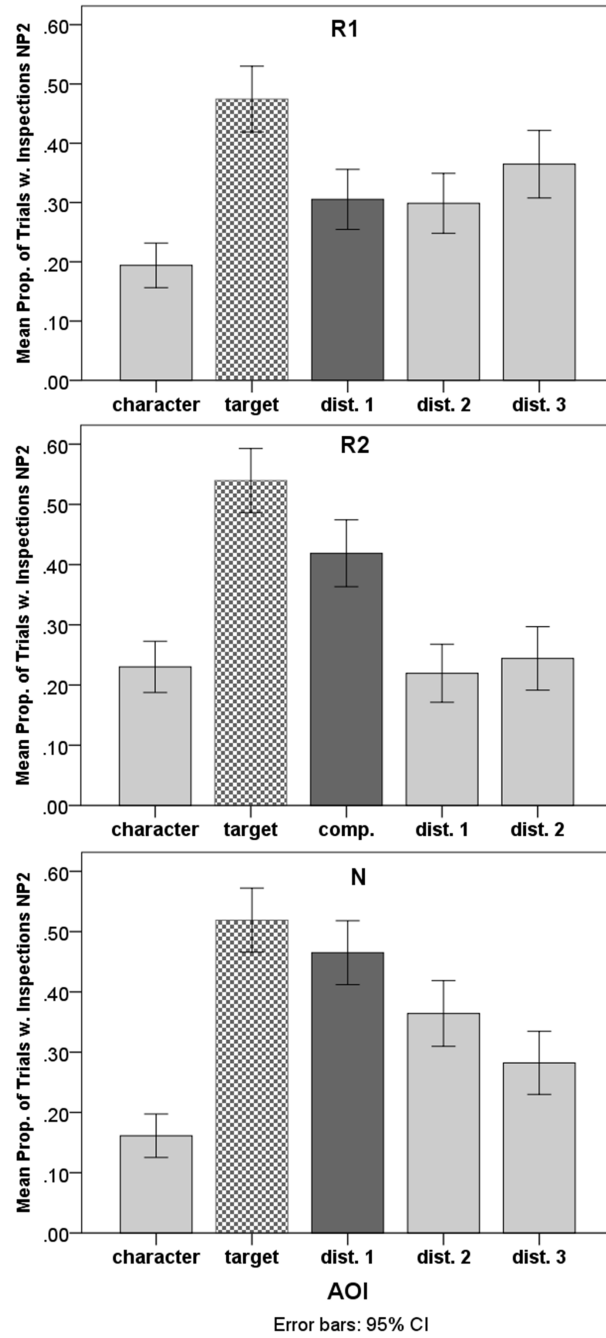 R1
Mean Prop. of Trials w. Inspections NP2
.60
.50
.40
.30
.20
.10
.00
character target dist. 1 dist. 2 dist. 3
R2
Mean Prop. of Trials w. Inspections NP2
.60
.50
.40
.30
.20
.10
.00
character target comp. dist. 1 dist. 2
N
Mean Prop. of Trials w. Inspections NP2
.60
.50
.40
.30
.20
.10
.00
character target dist. 1 dist. 2 dist. 3
AOI
Error bars: 95% CI